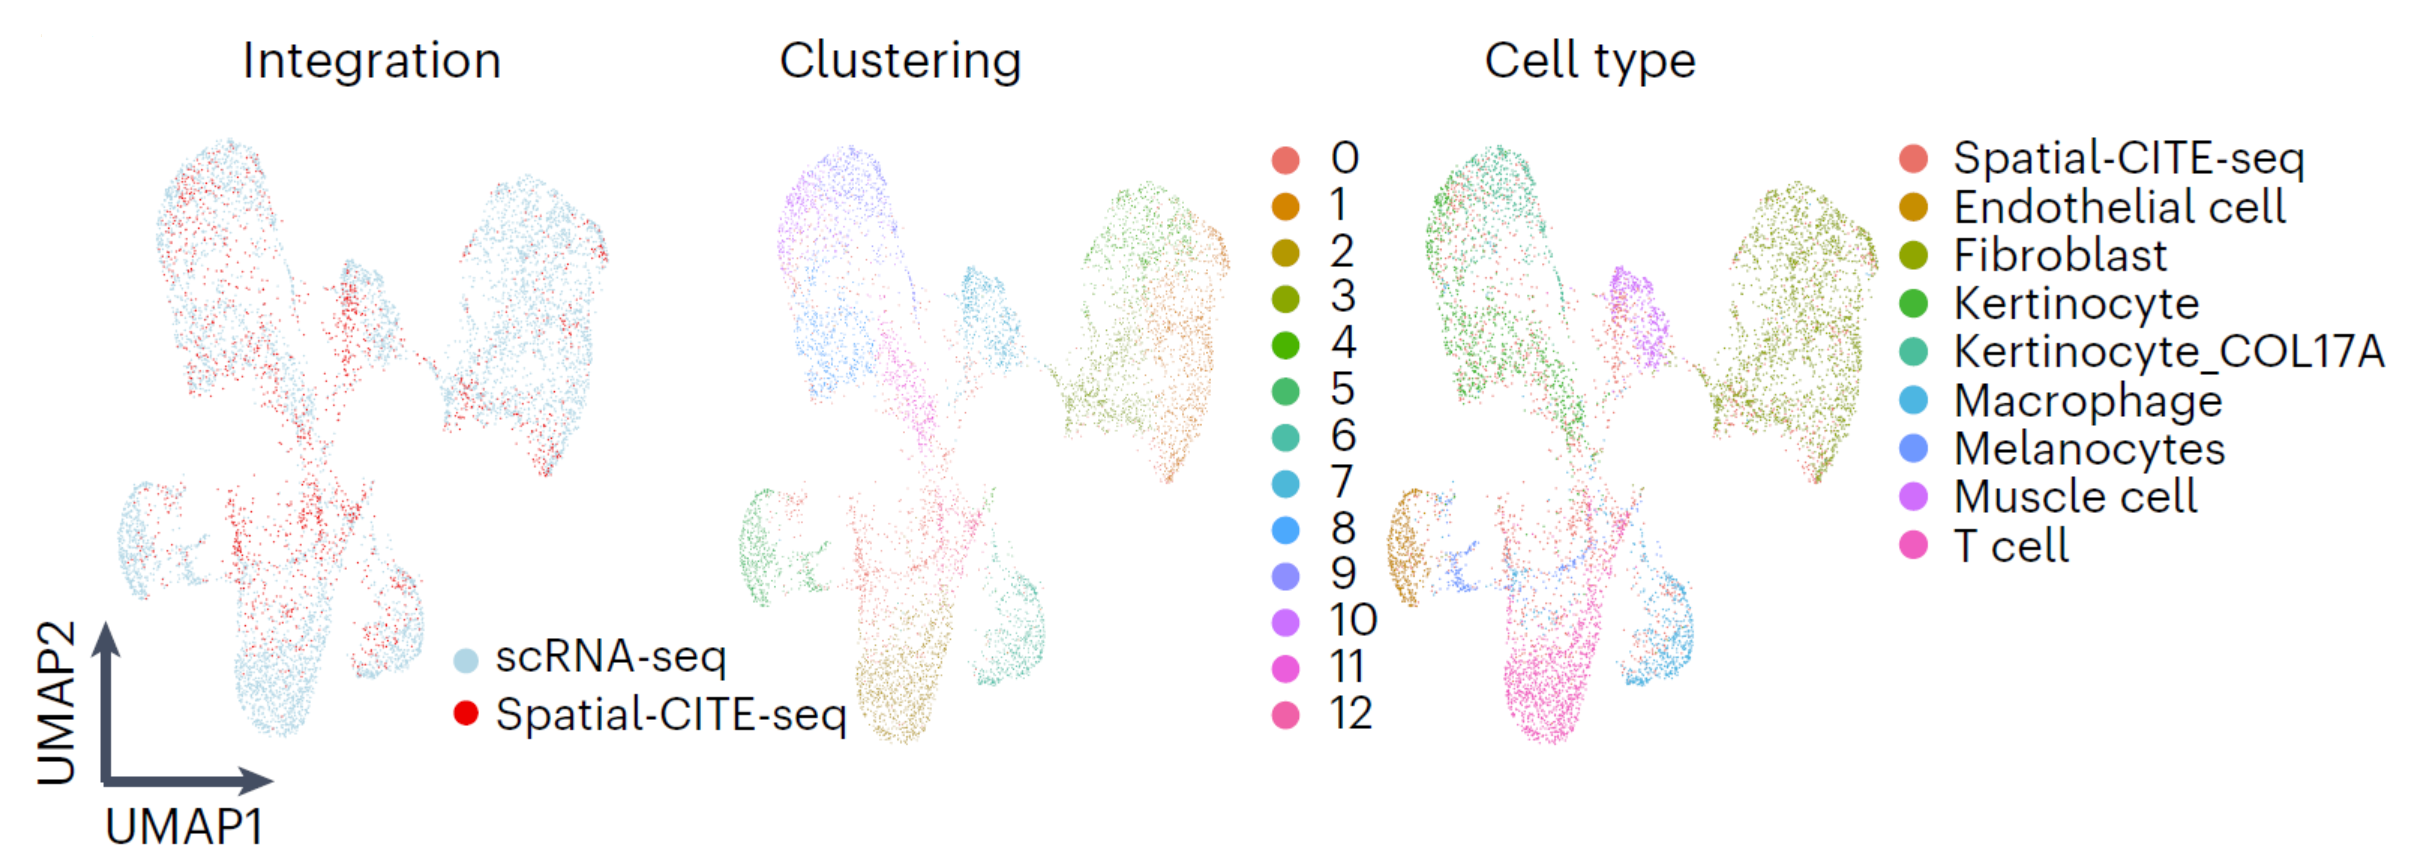 Integration
Clustering
Cell type
0
1
2
3
4
5
6
7
8
9
10
11
12
Spatial-CITE-seq
Endothelial cell
Fibroblast
Kertinocyte
Kertinocyte_COL17A
Macrophage
Melanocytes
Muscle cell
T cell
scRNA-seq
Spatial-CITE-seq
UMAP2
UMAP1